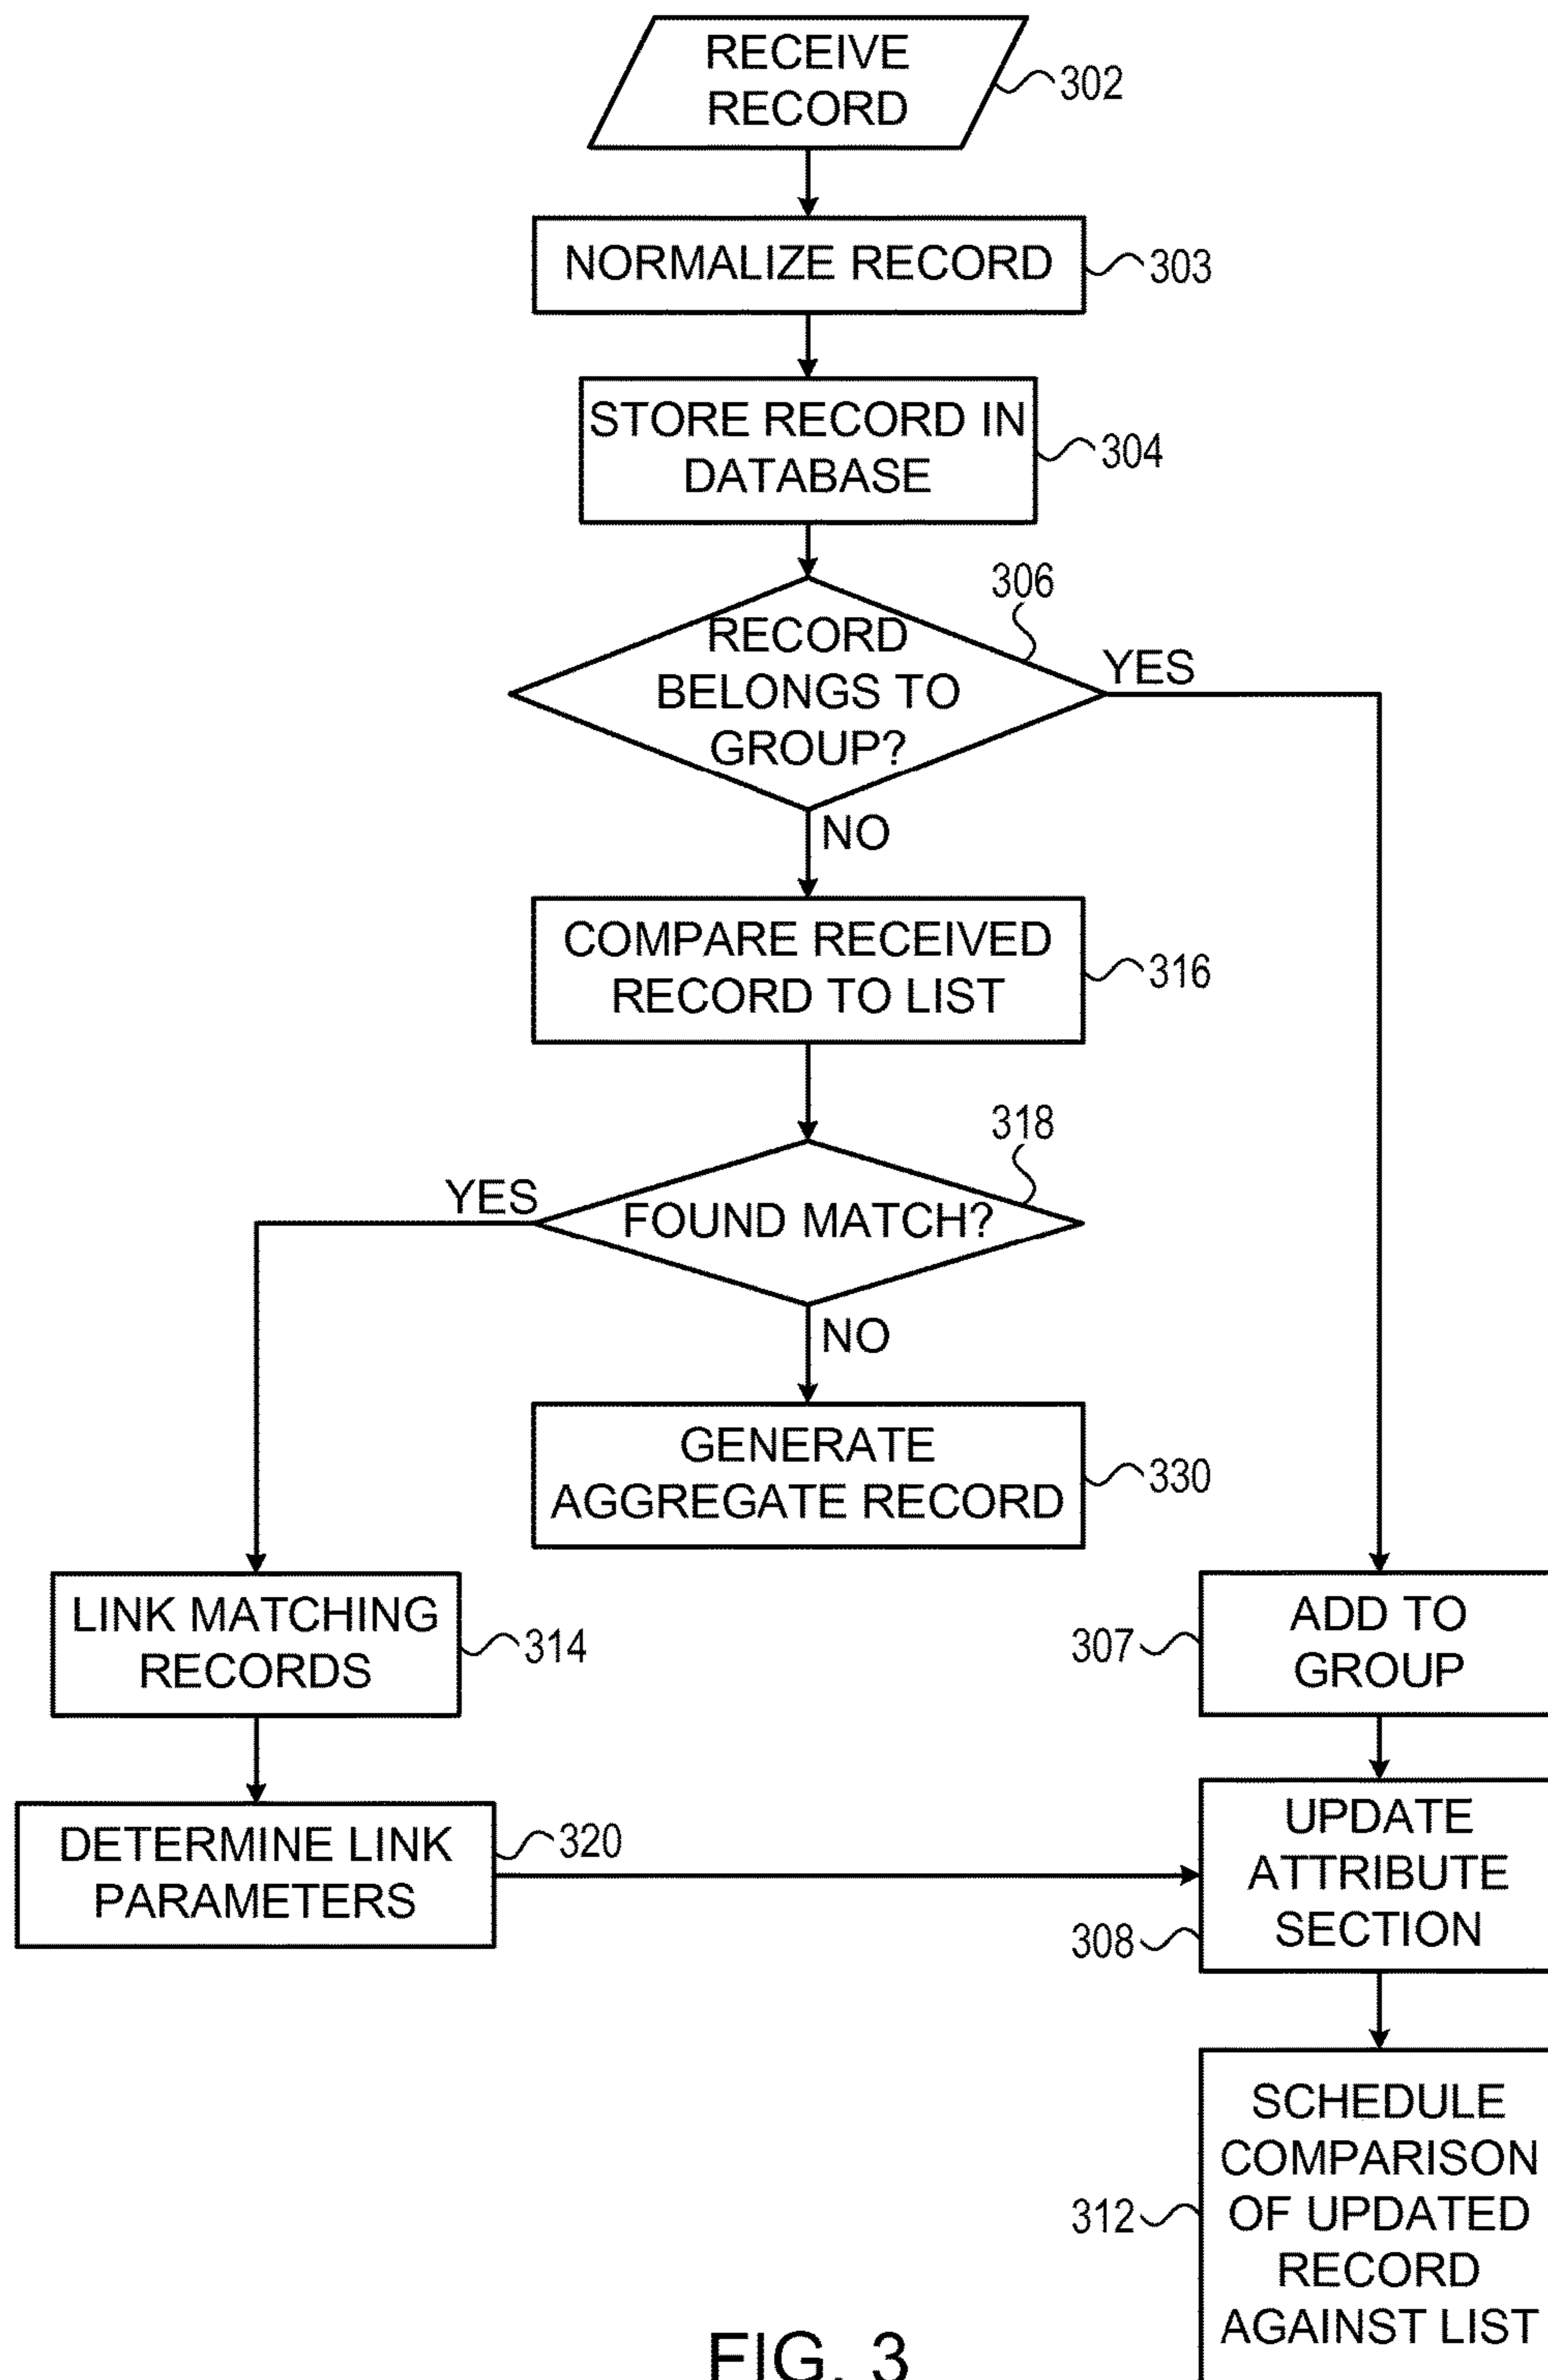 RECEIVE
RECORD
302
NORMALIZE RECORD
303
STORE RECORD IN
DATABASE
304
306
RECORD
BELONGS TO
GROUP?
YES
NO
COMPARE RECEIVED
RECORD TO LIST
316
318
YES
FOUND MATCH?
NO
GENERATE
AGGREGATE RECORD
330
LINK MATCHING
RECORDS
314
307
ADD TO
GROUP
DETERMINE LINK
PARAMETERS
320
UPDATE
ATTRIBUTE
SECTION
308
SCHEDULE
COMPARISON
OF UPDATED
RECORD
AGAINST LIST
312
FIG. 3